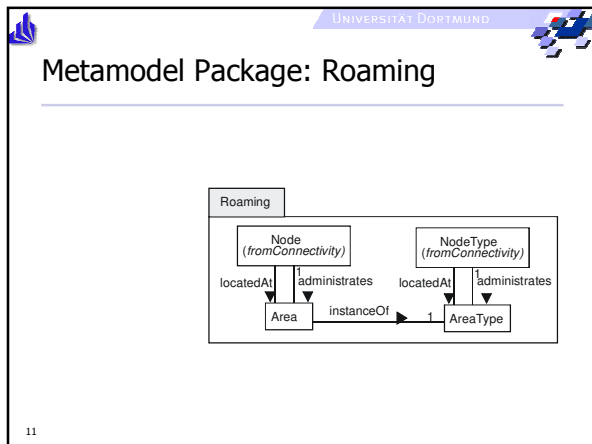 UNIVERSITÄT DORTMUND
Metamodel Package: Roaming
Roaming
Node
(fromConnectivity)
NodeType
(fromConnectivity)
locatedAt
1
administrates
locatedAt
1
administrates
Area
instanceOf
1
AreaType
11